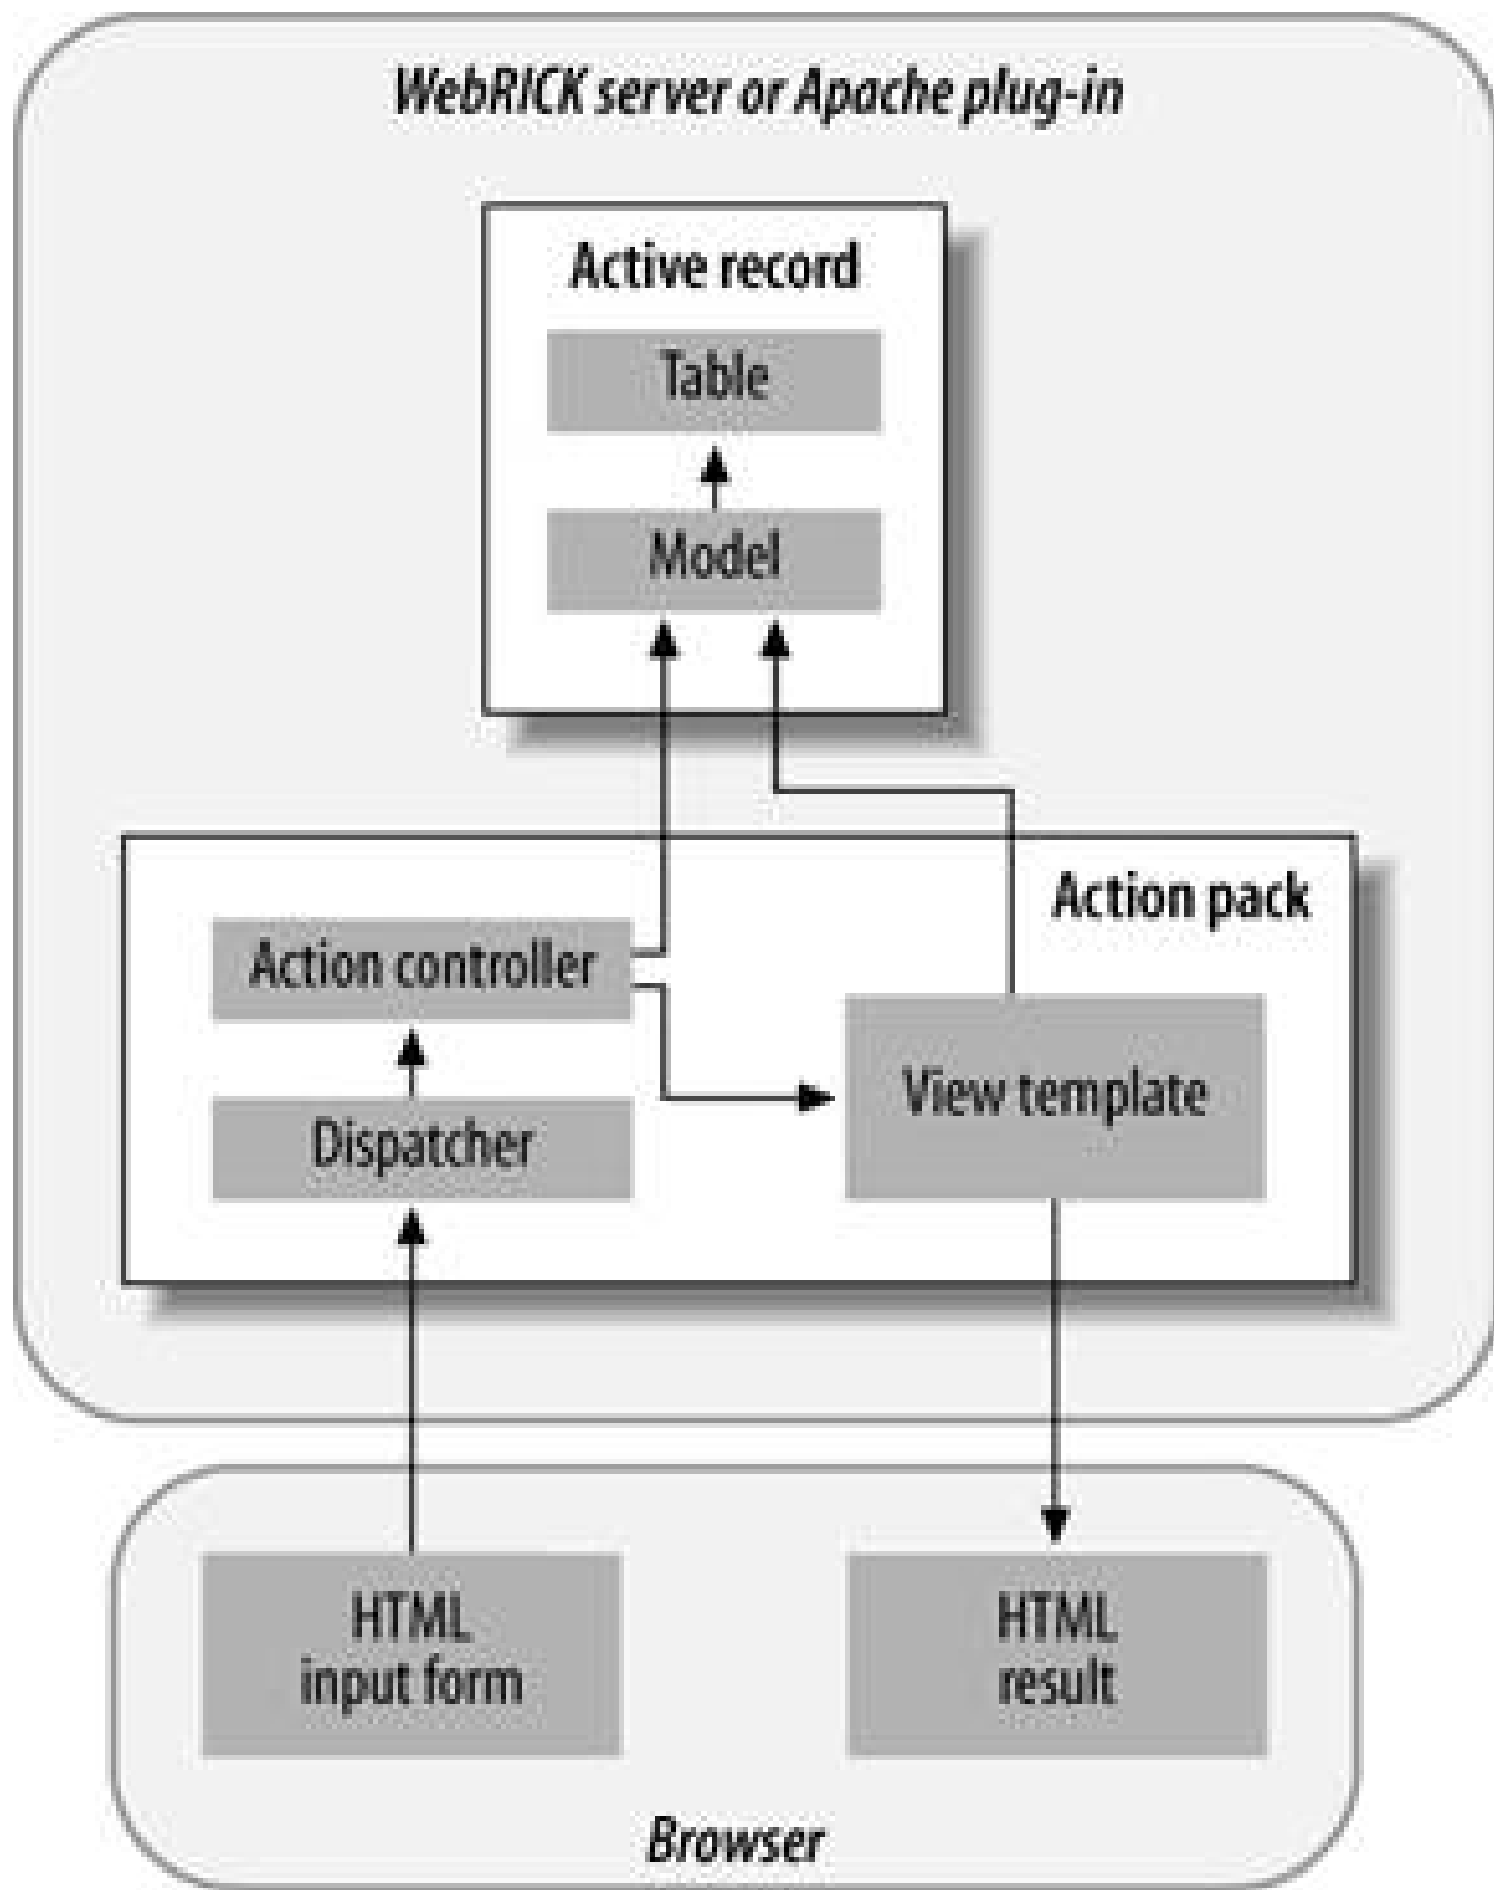 WebRICK server or Apache plug-in
Active record
Table
Model
Action pack
Action controller
View template
Dispatcher
HTML
input form
HTML
result
Browser